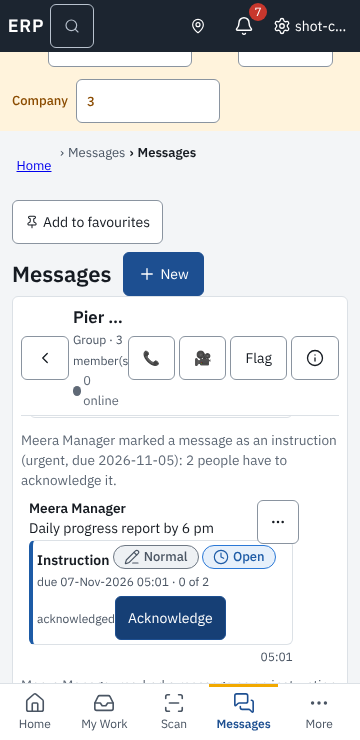 ERP
7
shot-c...
Company
3
› Messages › Messages
Home
Add to favourites
Messages
New
Pier ...
Group · 3
member(s
0
online
Flag
Meera Manager marked a message as an instruction
(urgent, due 2026-11-05): 2 people have to
acknowledge it.
Meera Manager
Daily progress report by 6 pm
...
Instruction
Normal
Open
due 07-Nov-2026 05:01 · 0 of 2
acknowledged
Acknowledge
05:01
Home
My Work
Scan
Messages
More